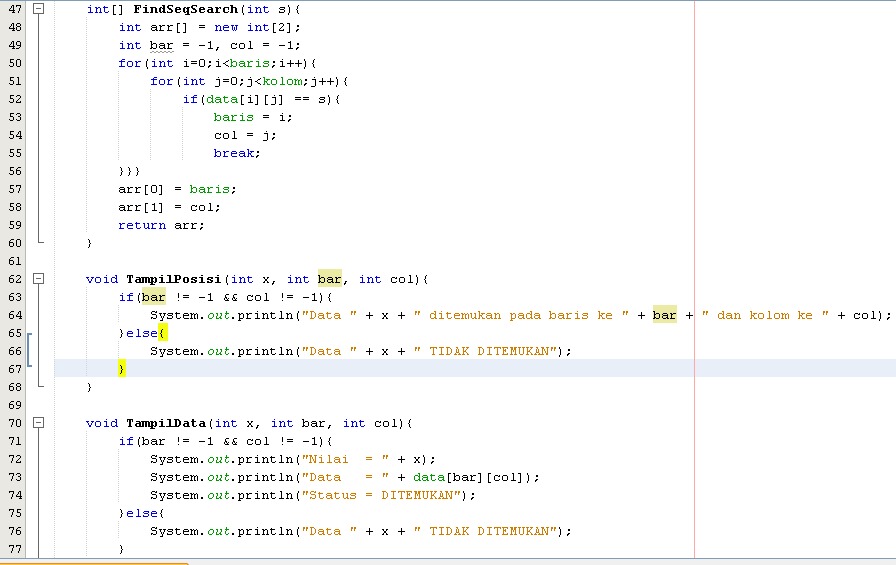 47 int[] FindSeqSearch(int s){
48 int arr[] = new int[2];
49 int bar = -1, col = -1;
50 for(int i=0;i<baris;i++){
51 for(int j=0;j<kolom;j++){
52 if(data[i][j] == s){
53 baris = i;
54 col = j;
55 break;
56 }}}
57 arr[0] = baris;
58 arr[1] = col;
59 return arr;
60 }
61
62 void TampilPosisi(int x, int bar, int col){
63 if(bar != -1 && col != -1){
64 System.out.println("Data " + x + " ditemukan pada baris ke " + bar + " dan kolom ke " + col);
65 }else{
66 System.out.println("Data " + x + " TIDAK DITEMUKAN");
67 }
68 }
69
70 void TampilData(int x, int bar, int col){
71 if(bar != -1 && col != -1){
72 System.out.println("Nilai  = " + x);
73 System.out.println("Data   = " + data[bar][col]);
74 System.out.println("Status = DITEMUKAN");
75 }else{
76 System.out.println("Data " + x + " TIDAK DITEMUKAN");
77 }